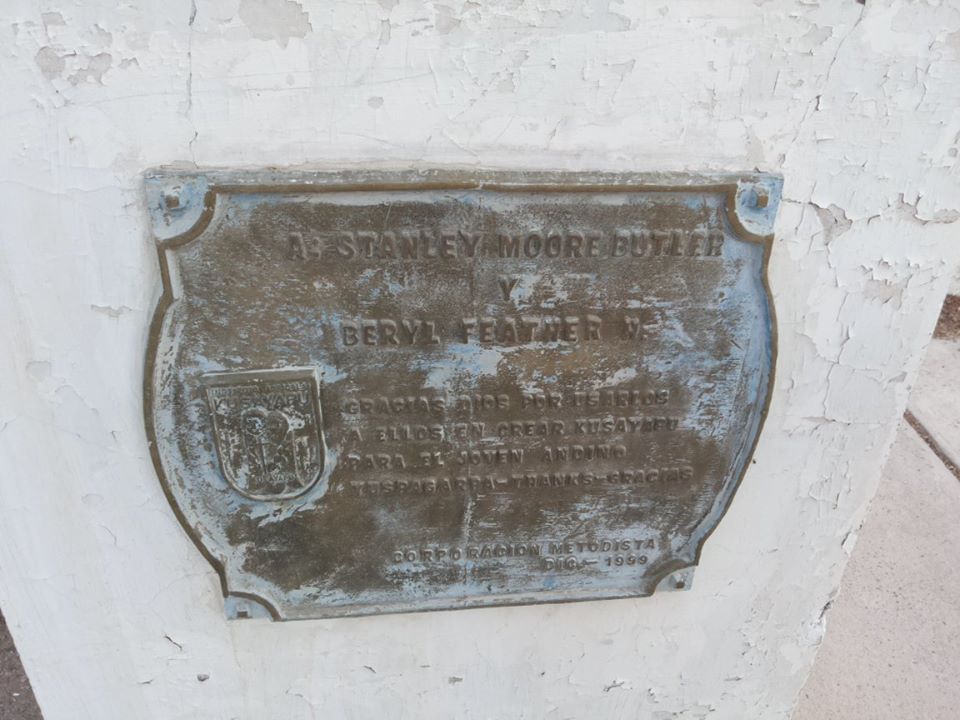 A: STANLEY MOORE BUTLER
Y
BERYL FEATHER N.
GRACIAS DIOS POR USARLOS
A ELLOS EN CREAR KUSAYAPU
PARA EL JOVEN ANDINO
YUSPAGARPA - THANKS - GRACIAS
KUSAYAPU
CORPORACION METODISTA
DIC. - 1999